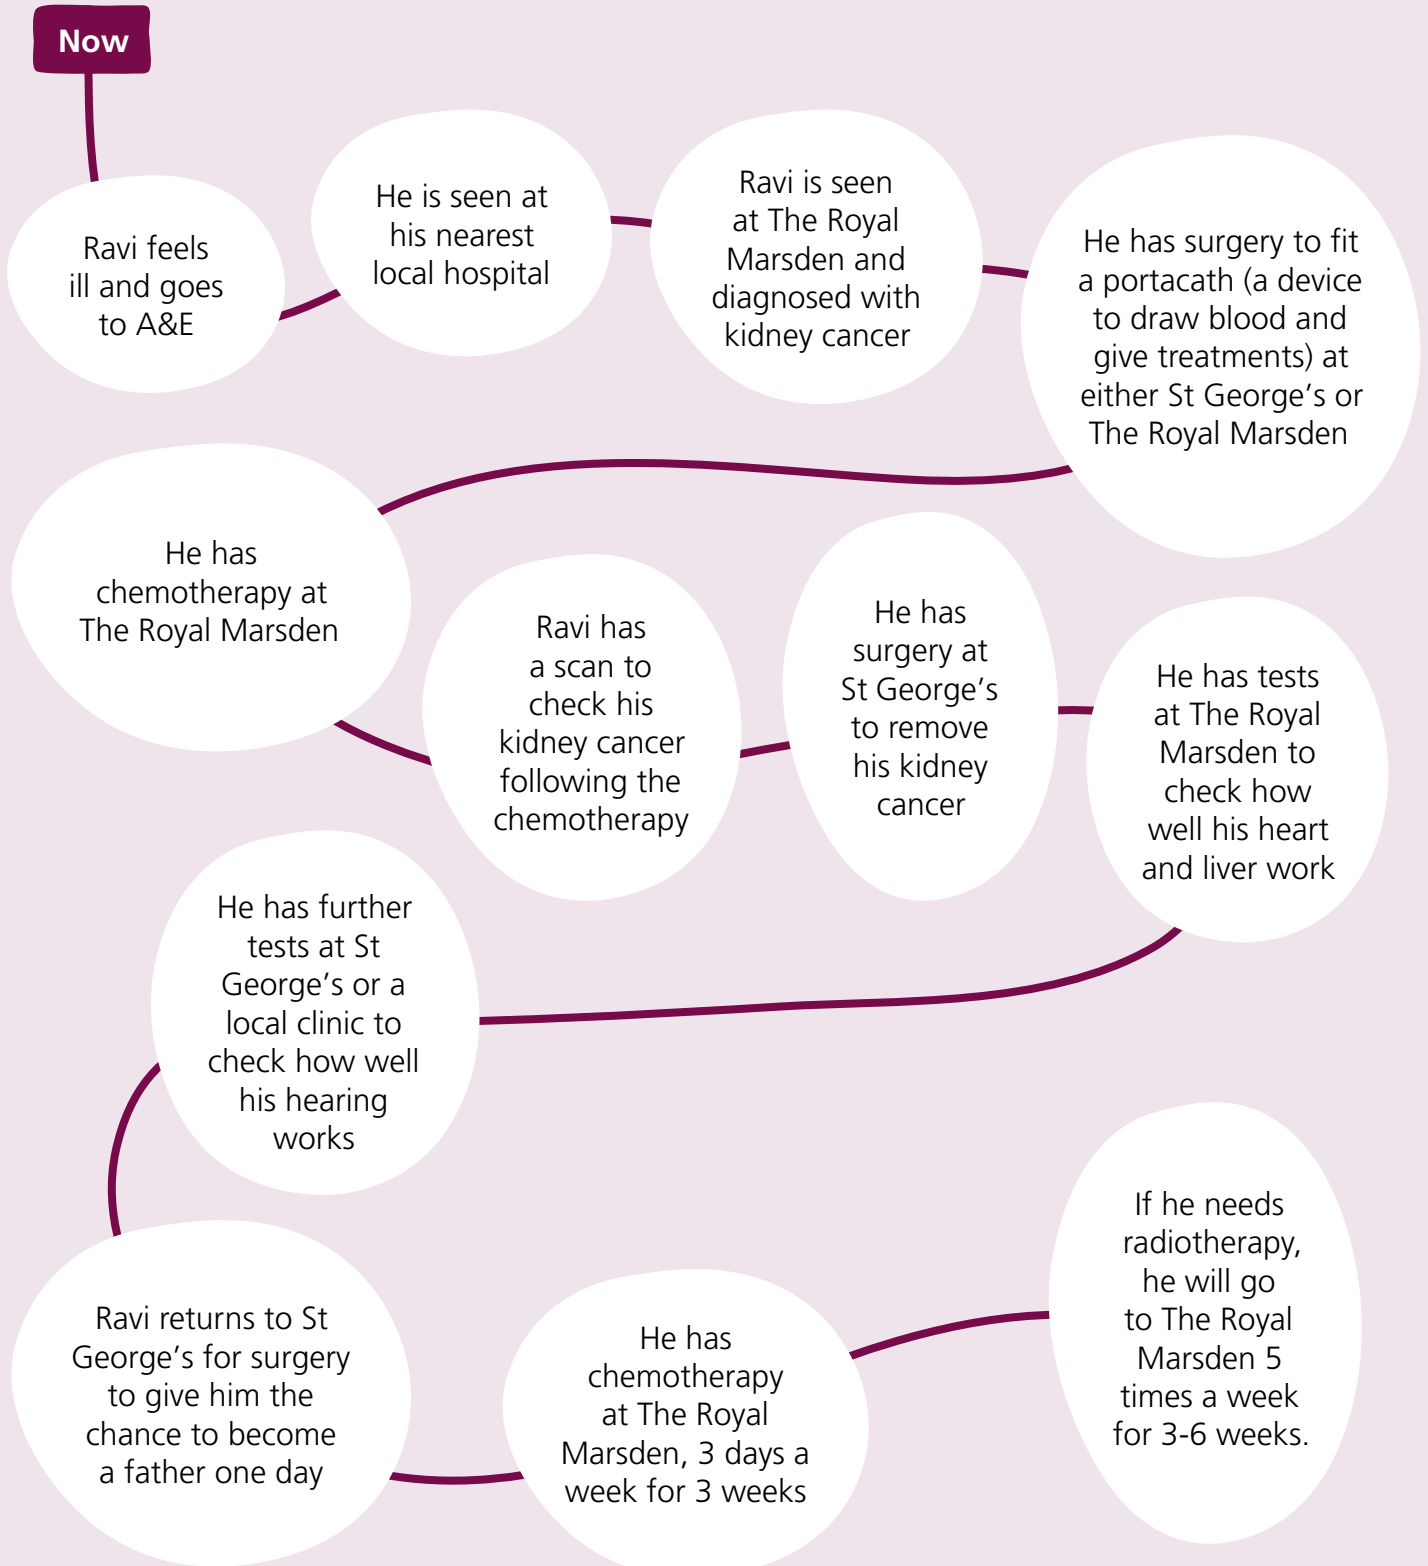 Now
Ravi feels
ill and goes
to A&E
He is seen at
his nearest
local hospital
Ravi is seen
at The Royal
Marsden and
diagnosed with
kidney cancer
He has surgery to fit
a portacath (a device
to draw blood and
give treatments) at
either St George’s or
The Royal Marsden
He has
chemotherapy at
The Royal Marsden
Ravi has
a scan to
check his
kidney cancer
following the
chemotherapy
He has
surgery at
St George’s
to remove
his kidney
cancer
He has tests
at The Royal
Marsden to
check how
well his heart
and liver work
He has further
tests at St
George’s or a
local clinic to
check how well
his hearing
works
Ravi returns to St
George’s for surgery
to give him the
chance to become
a father one day
He has
chemotherapy
at The Royal
Marsden, 3 days a
week for 3 weeks
If he needs
radiotherapy,
he will go
to The Royal
Marsden 5
times a week
for 3-6 weeks.